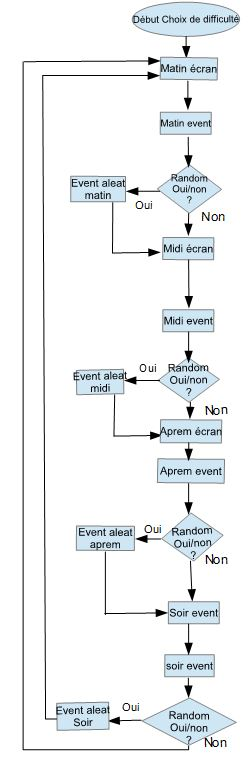 Début Choix de difficulté
Matin écran
Matin event
Random
Oui/non
?
Event aleat
matin
Oui
Non
Midi écran
Midi event
Random
Oui/non
?
Oui
Event aleat
midi
Non
Aprem écran
Aprem event
Random
Oui/non
?
Oui
Event aleat
aprem
Non
Soir event
soir event
Random
Oui/non
?
Oui
Event aleat
Soir
Non